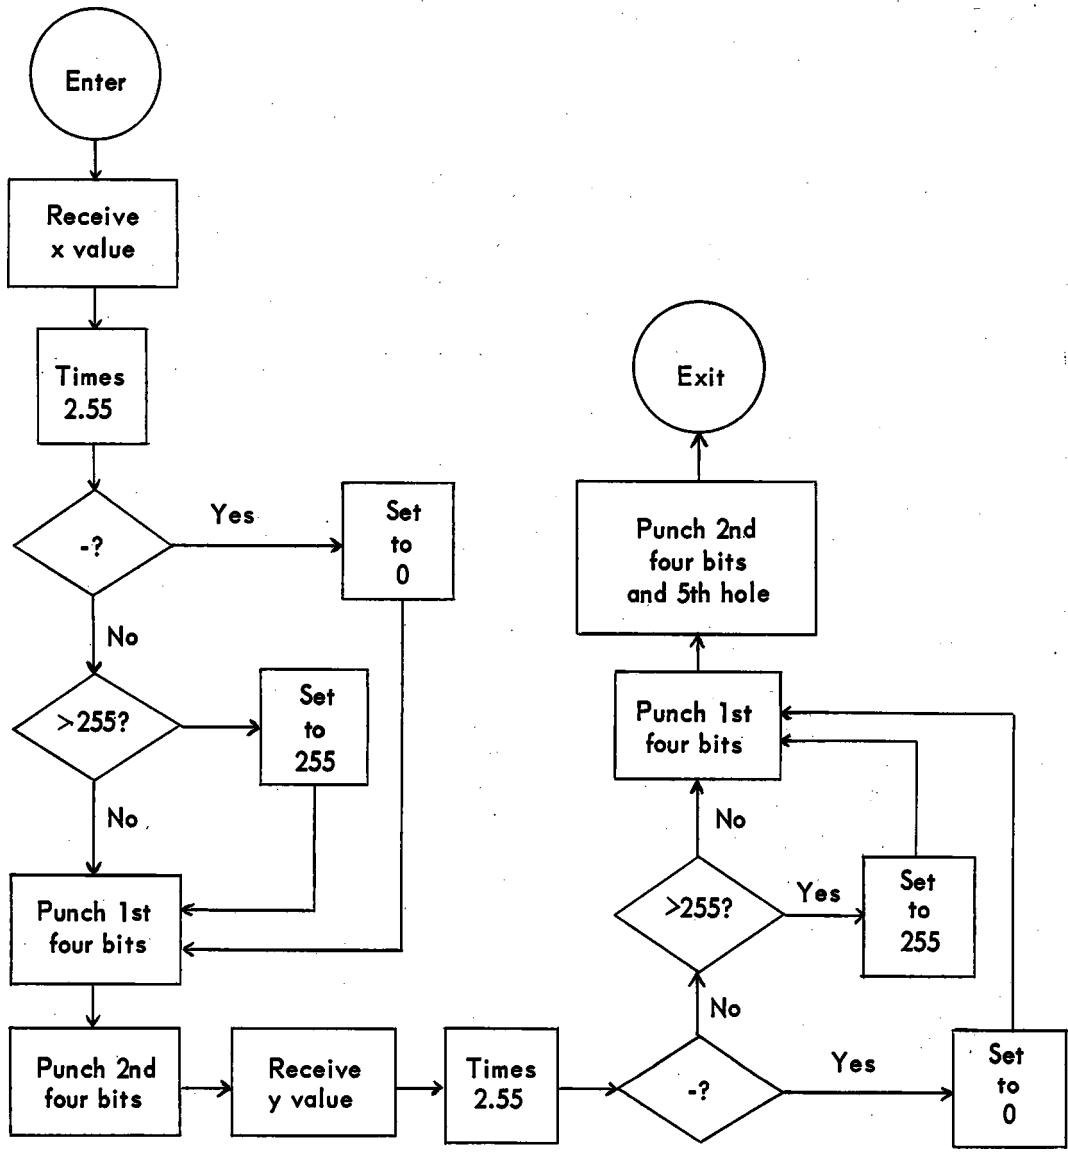 Enter
Receive
x value
Times
2.55
-?
Yes
Set
to
0
No
>255?
Set
to
255
No
Punch 1st
four bits
Punch 2nd
four bits
Receive
y value
Times
2.55
-?
Yes
Set
to
0
No
>255?
Yes
Set
to
255
No
Punch 1st
four bits
Punch 2nd
four bits
and 5th hole
Exit